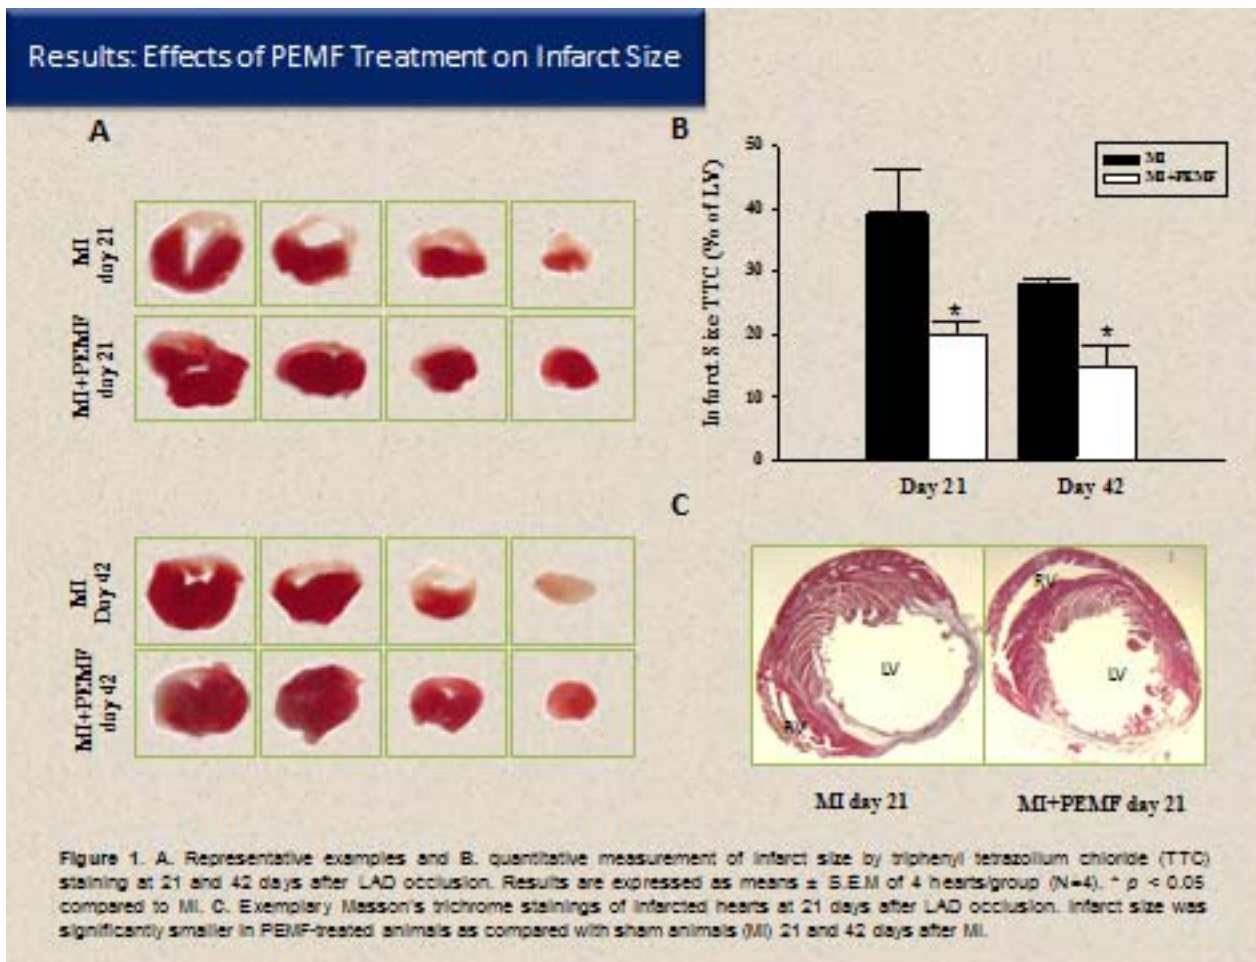 Results: Effects of PEMF Treatment on Infarct Size
A
MI
day 21
MI+PEMF
day 21
MI
Day 42
MI+PEMF
day 42
B
Infarct Size TTC (% of LV)
50
40
30
20
10
0
MI
MI+PEMF
*
*
Day 21
Day 42
C
LV
RV
RV
LV
MI day 21
MI+PEMF day 21
Figure 1. A. Representative examples and B. quantitative measurement of infarct size by triphenyl tetrazolium chloride (TTC)
staining at 21 and 42 days after LAD occlusion. Results are expressed as means ± S.E.M of 4 hearts/group (N=4). * p < 0.05
compared to MI. C. Exemplary Masson's trichrome stainings of infarcted hearts at 21 days after LAD occlusion. Infarct size was
significantly smaller in PEMF-treated animals as compared with sham animals (MI) 21 and 42 days after MI.